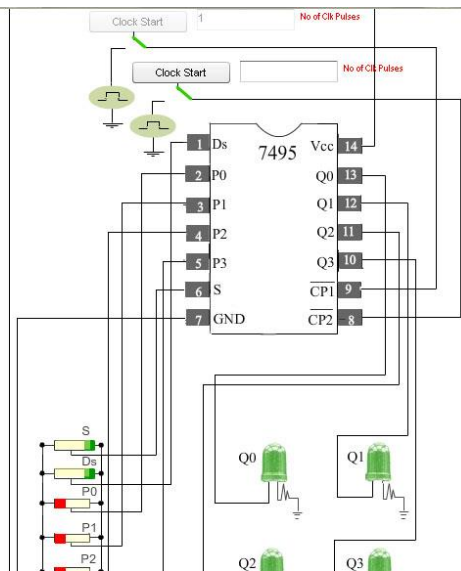 Clock Start 1 No of Clk Pulses
Clock Start No of Clk Pulses
7495
1 Ds Vcc 14
2 P0 Q0 13
3 P1 Q1 12
4 P2 Q2 11
5 P3 Q3 10
6 S CP1 9
7 GND CP2 8
S
Ds
P0
P1
P2
Q0 Q1
Q2 Q3